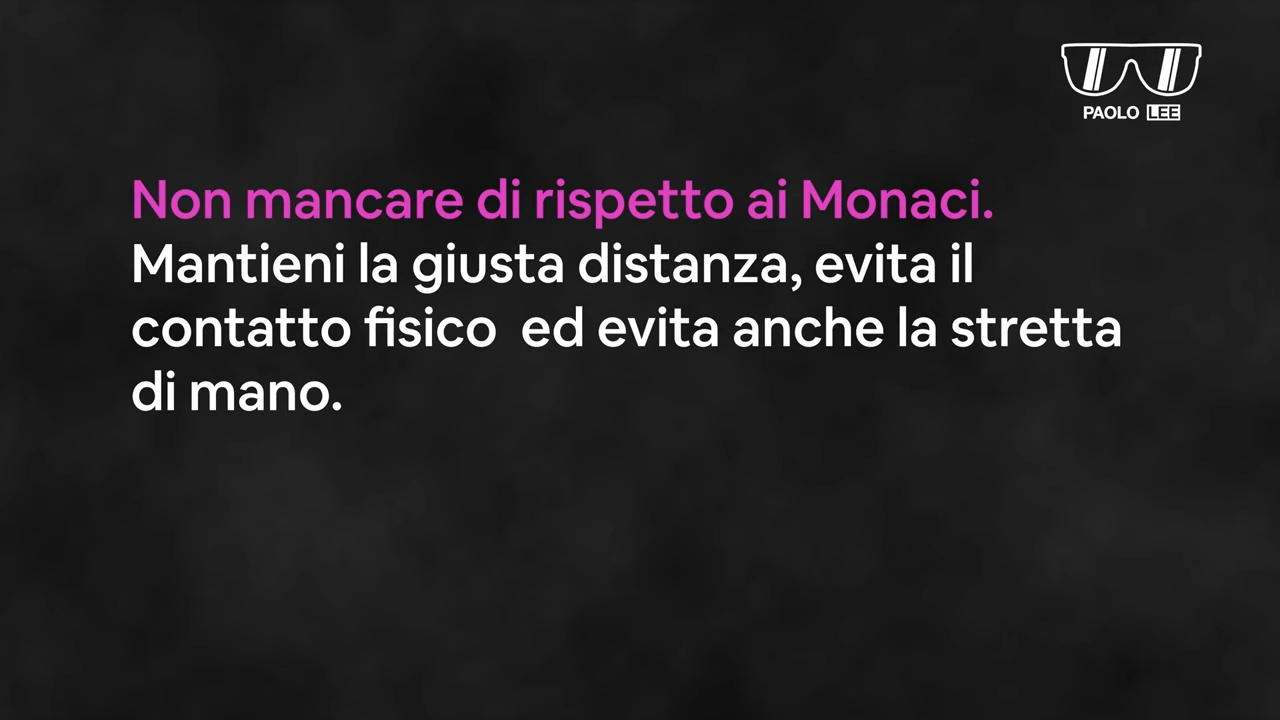 PAOLO LEE
Non mancare di rispetto ai Monaci.
Mantieni la giusta distanza, evita il
contatto fisico  ed evita anche la stretta
di mano.